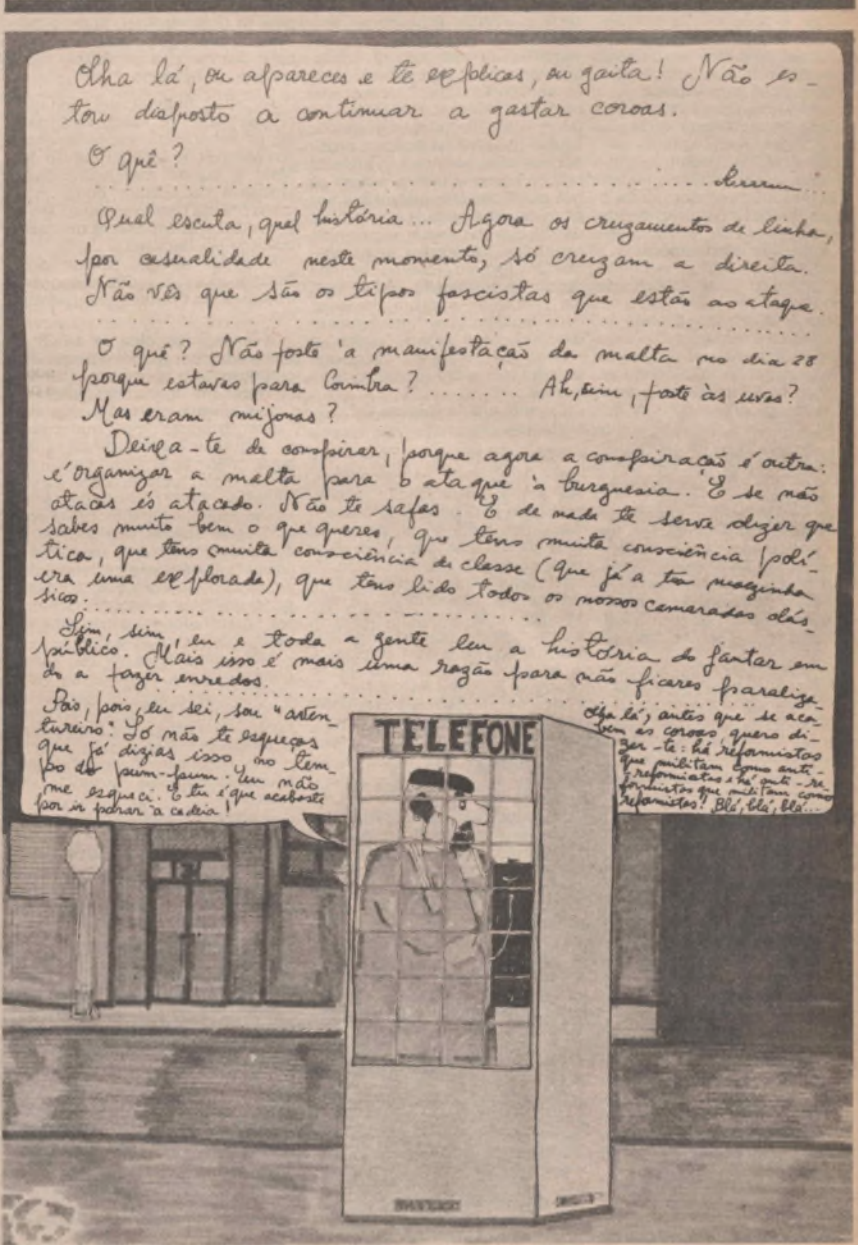 Olha lá, ou apareces e te explicas, ou gaita! Não es-
tou disposto a continuar a gastar coroas.
O quê?
Qual escuta, qual história... Agora os cruzamentos de linha,
por casualidade neste momento, só cruzam a direita.
Não vês que são os tipos fascistas que estão ao ataque.
O quê? Não foste à manifestação da malta no dia 28
porque estavas para Coimbra? ....... Ah, sim, foste às uvas?
Mas eram mijonas?
Deixa-te de conspirar, porque agora a conspiração é outra:
é organizar a malta para o ataque à burguesia. E se não
atacas és atacado. Não te safas. E de nada te serve dizer que
sabes muito bem o que queres, que tens muita consciência polí-
tica, que tens muita consciência de classe (que já a tua mãezinha
era uma explorada), que tens lido todos os nossos camaradas clás-
sicos.
Sim, sim, eu e toda a gente leu a história do jantar em
público. Mais isso é mais uma razão para não ficares paraliza-
do a fazer enredos.
Pois, pois, eu sei, sou "aven-
tureiro". Só não te esqueças
que já dizias isso no tem-
po do pum-pum. Eu não
me esqueci. E tu é que acabaste
por ir parar à cadeia!
Olha lá, antes que se aca-
bem as coroas, quero di-
zer-te: há reformistas
que militam como anti-
reformistas e há anti-re-
formistas que militam como
reformistas! Blá, blá, blá...
TELEFONE